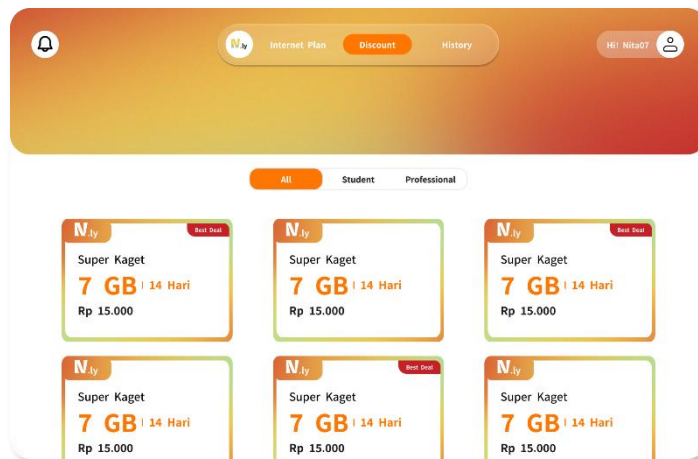 N.ly Internet Plan Discount History Hi! Nita07
All Student Professional
N.ly Best Deal
Super Kaget
7 GB 14 Hari
Rp 15.000
N.ly
Super Kaget
7 GB 14 Hari
Rp 15.000
N.ly Best Deal
Super Kaget
7 GB 14 Hari
Rp 15.000
N.ly
Super Kaget
7 GB 14 Hari
Rp 15.000
N.ly Best Deal
Super Kaget
7 GB 14 Hari
Rp 15.000
N.ly
Super Kaget
7 GB 14 Hari
Rp 15.000